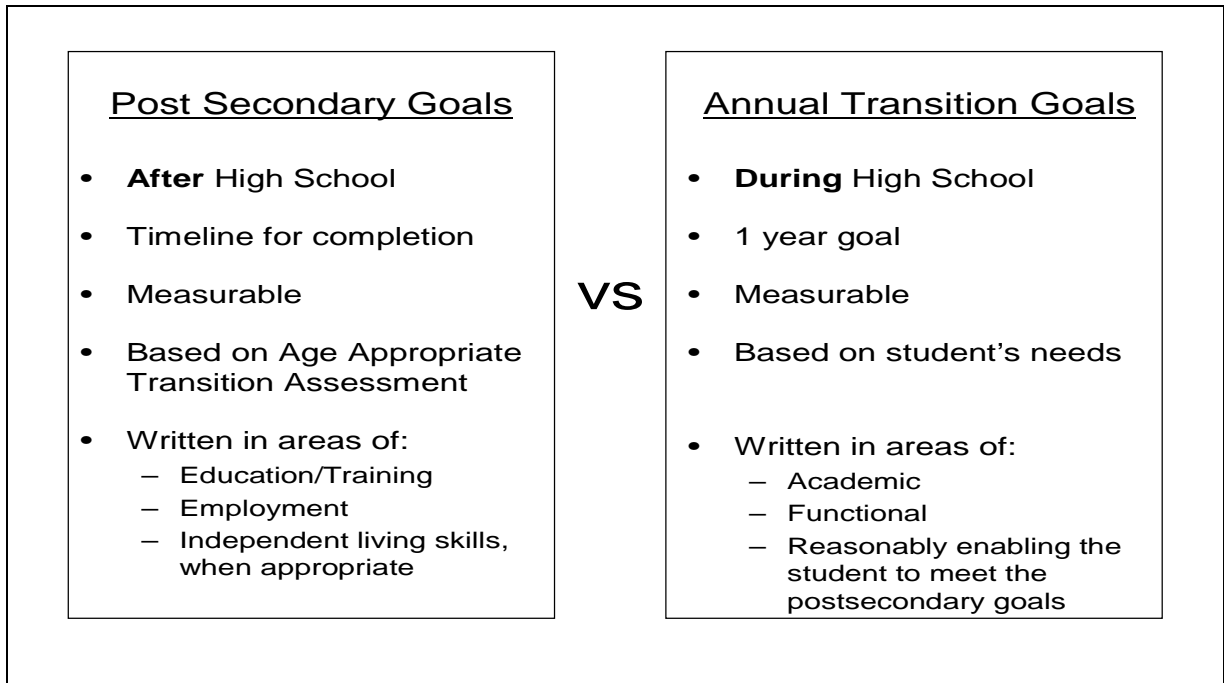 Post Secondary Goals
• After High School
• Timeline for completion
• Measurable
• Based on Age Appropriate
Transition Assessment
• Written in areas of:
– Education/Training
– Employment
– Independent living skills,
when appropriate
vs
Annual Transition Goals
• During High School
• 1 year goal
• Measurable
• Based on student’s needs
• Written in areas of:
– Academic
– Functional
– Reasonably enabling the
student to meet the
postsecondary goals